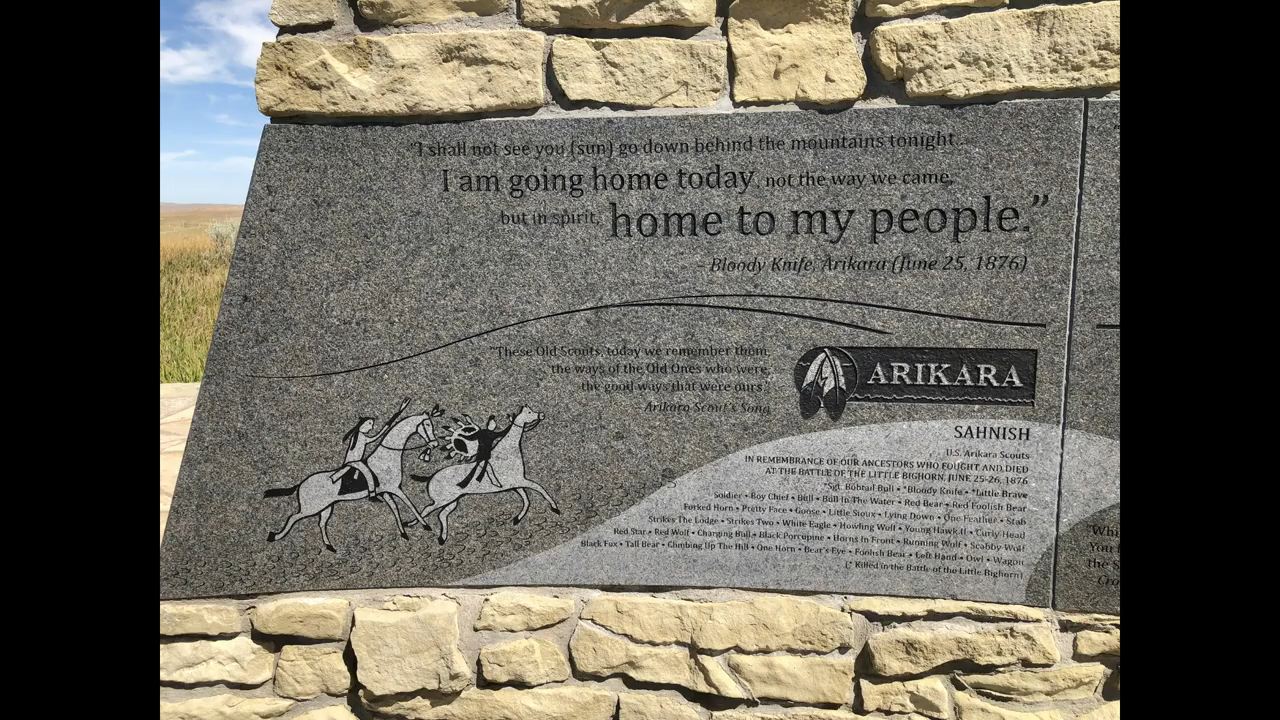 "I shall not see you (sun) go down behind the mountains tonight...
I am going home today, not the way we came,
but in spirit, home to my people."
– Bloody Knife, Arikara (June 25, 1876)
"These Old Scouts, today we remember them,
the ways of the Old Ones who were,
the good ways that were ours".
- Arikara Scout's Song
ARIKARA
SAHNISH
U.S. Arikara Scouts
IN REMEMBRANCE OF OUR ANCESTORS WHO FOUGHT AND DIED
AT THE BATTLE OF THE LITTLE BIGHORN, JUNE 25-26, 1876
*Sgt. Bobtail Bull • *Bloody Knife • *Little Brave
Soldier • Boy Chief • Bull • Bull In The Water • Red Bear • Red Foolish Bear
Forked Horn • Pretty Face • Goose • Little Sioux • Lying Down • One Feather • Stab
Strikes The Lodge • Strikes Two • White Eagle • Howling Wolf • Young Hawk II • Curly Head
Red Star • Red Wolf • Charging Bull • Black Porcupine • Horns in Front • Running Wolf • Scabby Wolf
Black Fox • Tall Bear • Climbing Up The Hill • One Horn • Bear's Eye • Foolish Bear • Left Hand • Owl • Wagon
(* Killed in the Battle of the Little Bighorn)
"Wh
You
the S
Cro